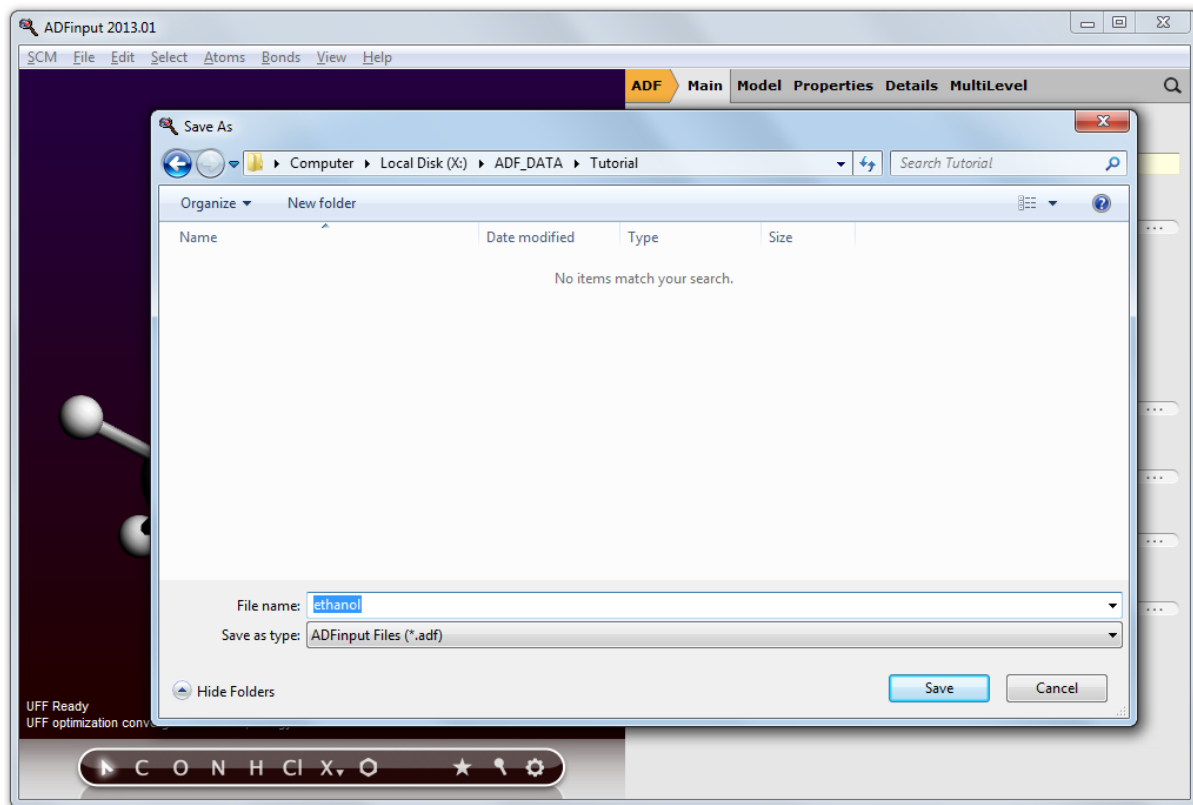 ADFinput 2013.01
SCM File Edit Select Atoms Bonds View Help
ADF Main Model Properties Details MultiLevel
Save As
Computer Local Disk (X:) ADF_DATA Tutorial Search Tutorial
Organize New folder
Name Date modified Type Size
No items match your search.
File name: ethanol
Save as type: ADFinput Files (*.adf)
Hide Folders Save Cancel
UFF Ready
UFF optimization
C O N H Cl X